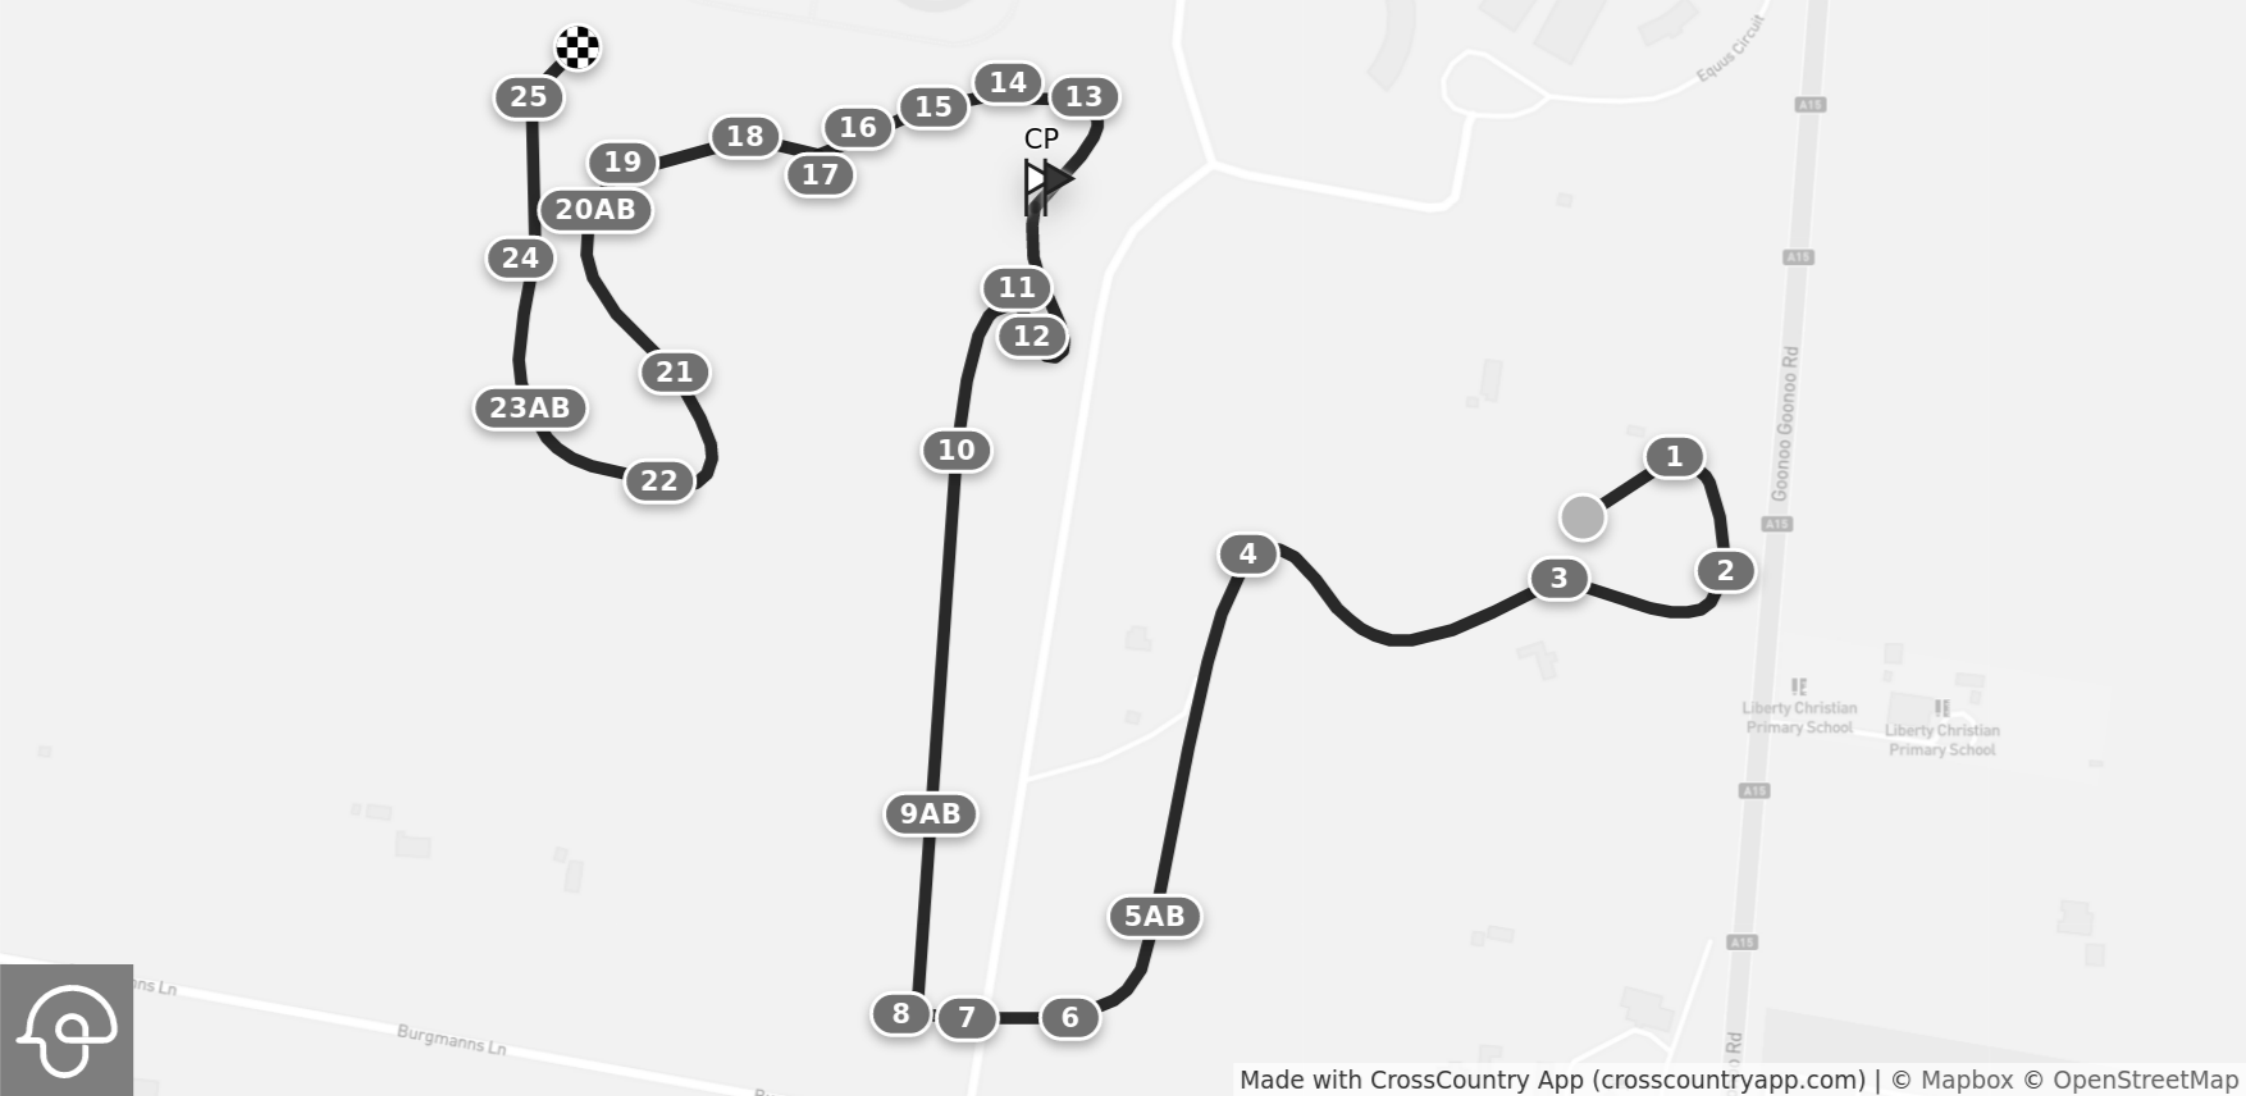 Equus Circuit
25
14
13
A15
15
16
18
CP
19
17
20AB
24
A15
11
12
21
Goonoo Goonoo Rd
23AB
10
1
22
A15
4
3
2
Liberty Christian
Primary School
Liberty Christian
Primary School
A15
9AB
5AB
A15
8
7
6
Burgmanns Ln
Made with CrossCountry App (crosscountryapp.com) | © Mapbox © OpenStreetMap